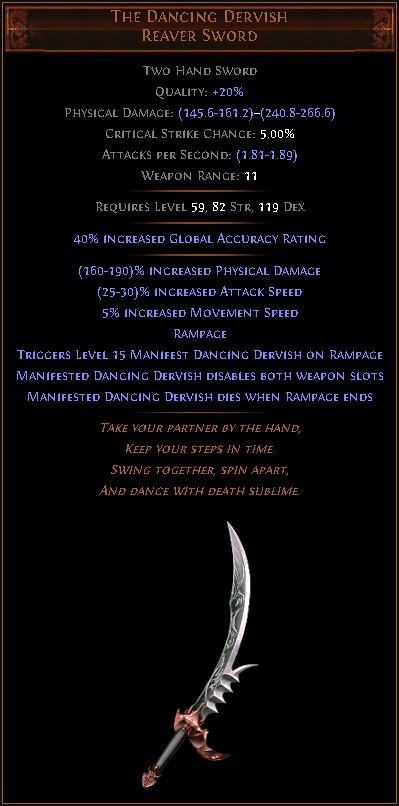 The Dancing Dervish
Reaver Sword
Two Hand Sword
Quality: +20%
Physical Damage: (145.6-161.2)–(240.8-266.6)
Critical Strike Chance: 5.00%
Attacks per Second: (1.81-1.89)
Weapon Range: 11
Requires Level 59, 82 Str, 119 Dex
40% increased Global Accuracy Rating
(160-190)% increased Physical Damage
(25-30)% increased Attack Speed
5% increased Movement Speed
Rampage
Triggers Level 15 Manifest Dancing Dervish on Rampage
Manifested Dancing Dervish disables both weapon slots
Manifested Dancing Dervish dies when Rampage ends
Take your partner by the hand,
Keep your steps in time.
Swing together, spin apart,
And dance with death sublime.